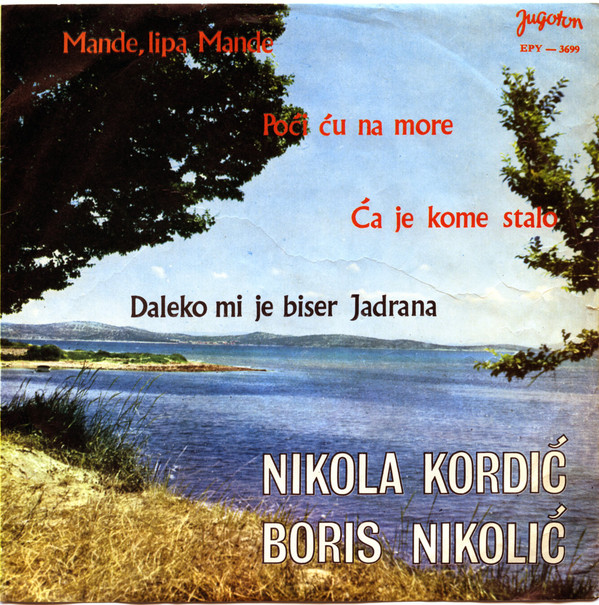 Jugoton
EPY — 3699
Mande, lipa Mande
Poći ću na more
Ća je kome stalo
Daleko mi je biser Jadrana
NIKOLA KORDIĆ
BORIS NIKOLIĆ